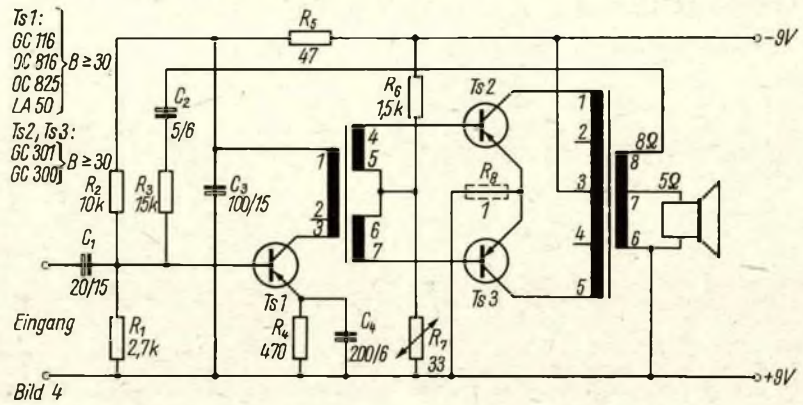 Ts1:
GC 116
OC 816
OC 825
LA 50
B ≥ 30
Ts2, Ts3:
GC 301
GC 300
B ≥ 30
R5
47
−9V
C2
5/6
R6
1,5k
Ts2
R2
10k
R3
15k
C3
100/15
1
2
3
4
5
6
7
R8
1
1
2
3
4
5
8Ω
8
5Ω
7
6
C1
20/15
Ts1
Ts3
Eingang
R1
2,7k
R4
470
C4
200/6
R7
33
+9V
Bild 4